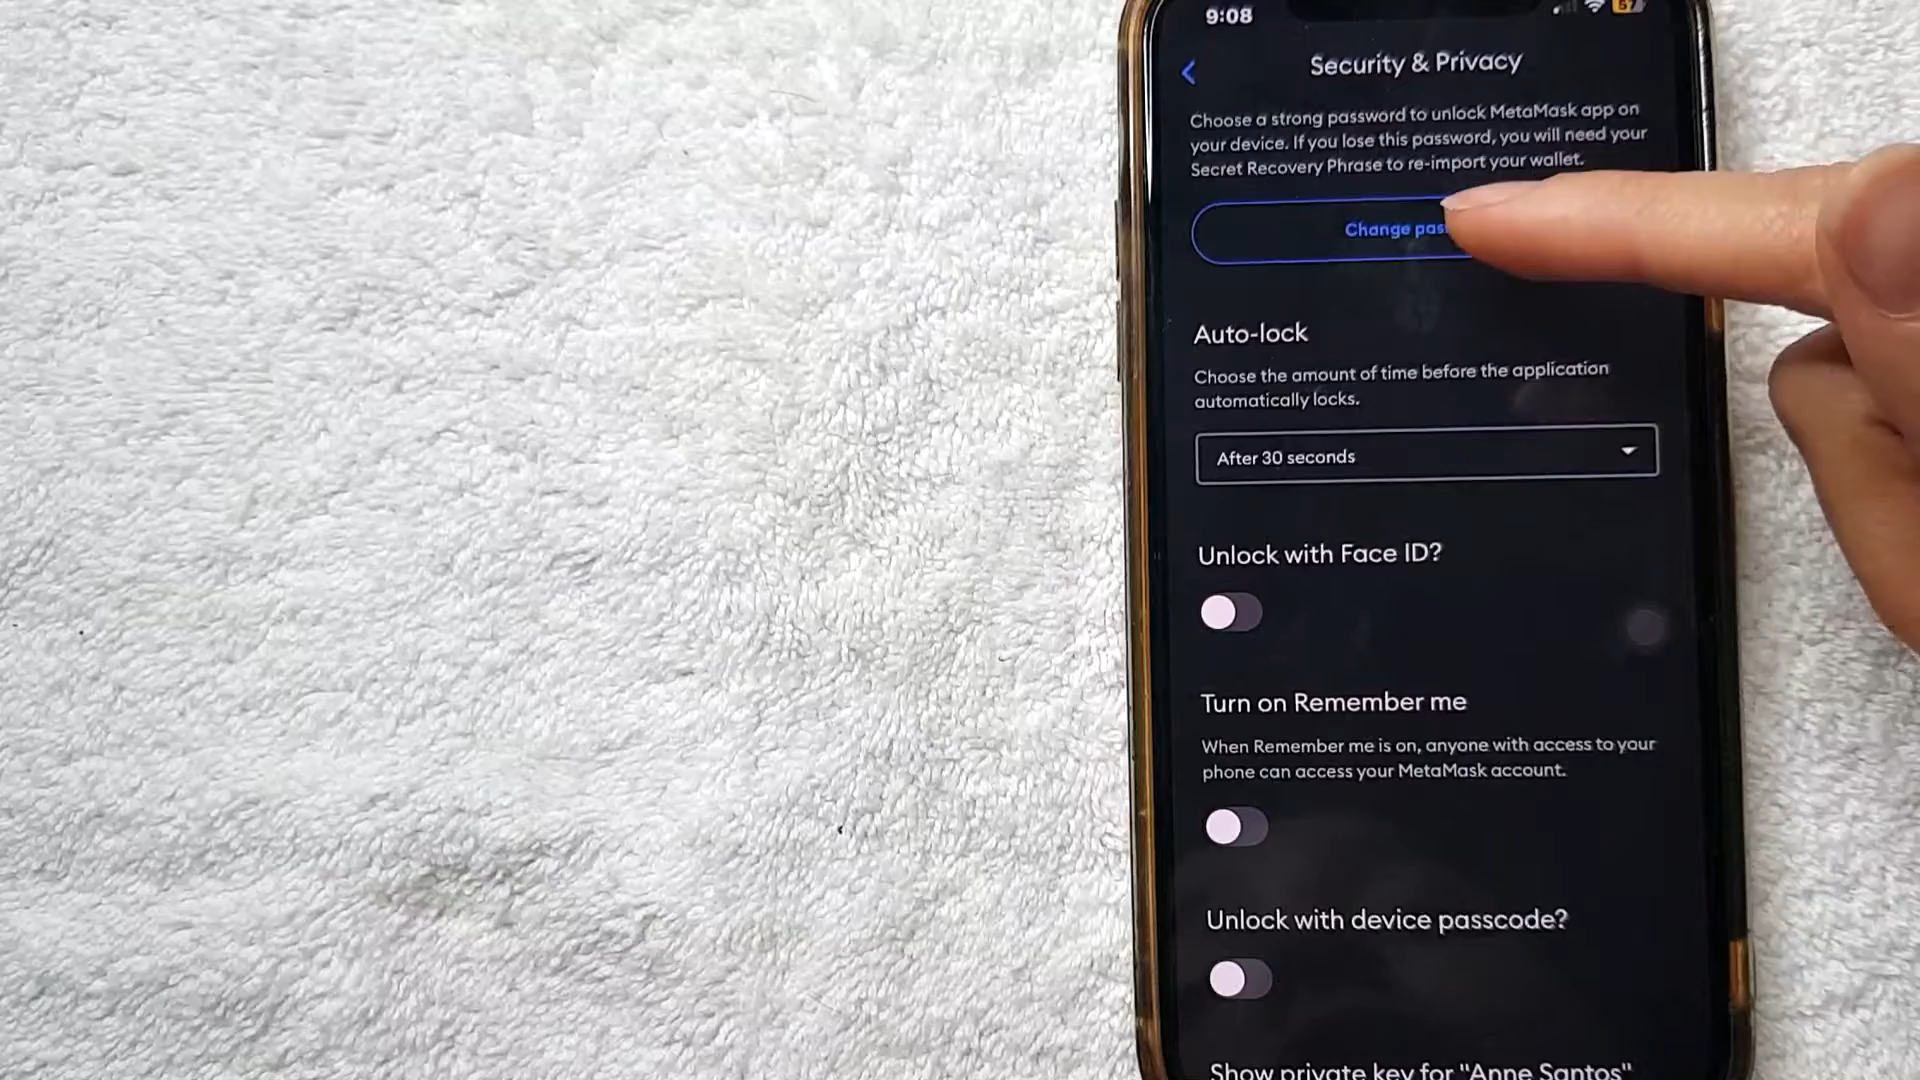 9:08
57
Security & Privacy
Choose a strong password to unlock MetaMask app on
your device. If you lose this password, you will need your
Secret Recovery Phrase to re-import your wallet.
Change
Auto-lock
Choose the amount of time before the application
automatically locks.
After 30 seconds
Unlock with Face ID?
Turn on Remember me
When Remember me is on, anyone with access to your
phone can access your MetaMask account.
Unlock with device passcode?
Show private key for "Anne Santos"